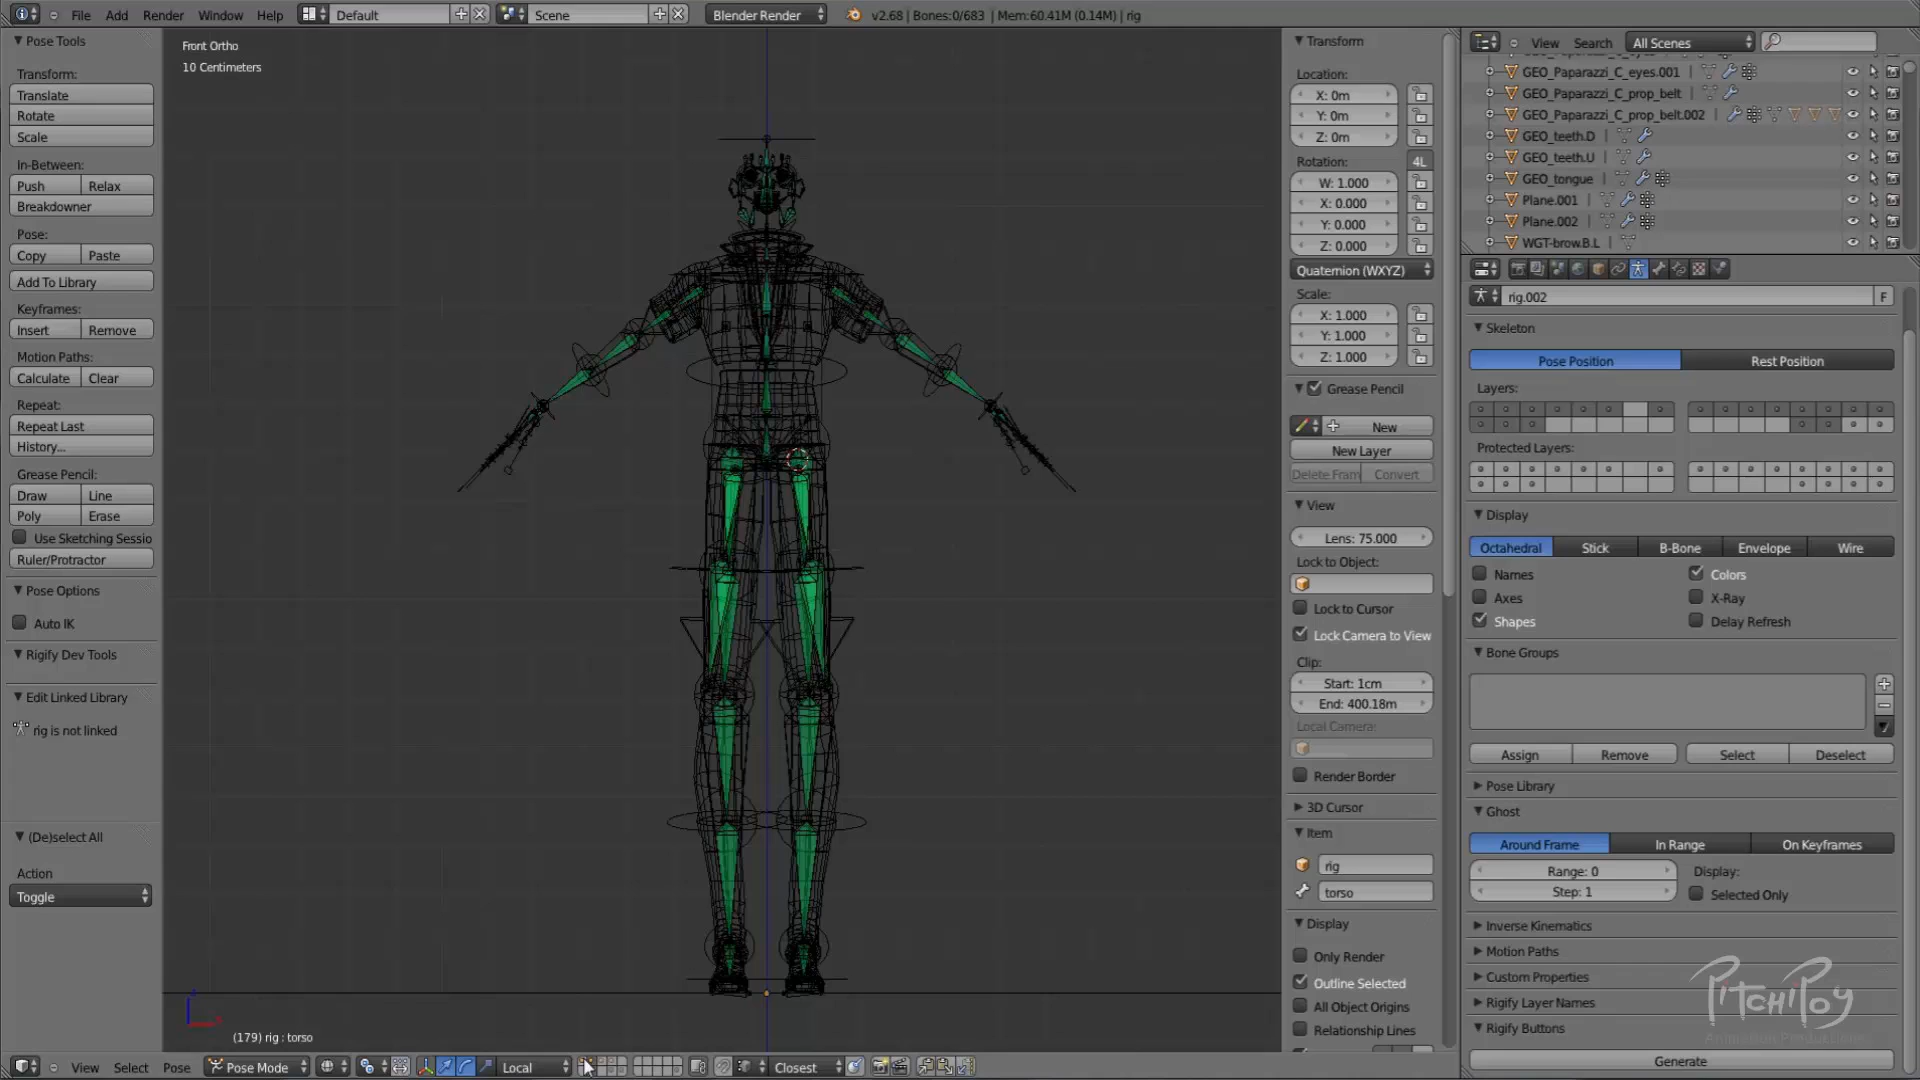 File Add Render Window Help Default Scene Blender Render v2.68 | Bones:0/683 | Mem:60.41M (0.14M) | rig
Pose Tools
Transform:
Translate
Rotate
Scale
In-Between:
Push Relax
Breakdowner
Pose:
Copy Paste
Add To Library
Keyframes:
Insert Remove
Motion Paths:
Calculate Clear
Repeat:
Repeat Last
History...
Grease Pencil:
Draw Line
Poly Erase
Use Sketching Sessio
Ruler/Protractor
Pose Options
Auto IK
Rigify Dev Tools
Edit Linked Library
rig is not linked
(De)select All
Action
Toggle
Front Ortho
10 Centimeters
(179) rig : torso
View Select Pose Pose Mode Local Closest
Transform
Location:
X: 0m
Y: 0m
Z: 0m
Rotation: 4L
W: 1.000
X: 0.000
Y: 0.000
Z: 0.000
Quaternion (WXYZ)
Scale:
X: 1.000
Y: 1.000
Z: 1.000
Grease Pencil
New
New Layer
Delete Fram Convert
View
Lens: 75.000
Lock to Object:
Lock to Cursor
Lock Camera to View
Clip:
Start: 1cm
End: 400.18m
Local Camera:
Render Border
3D Cursor
Item
rig
torso
Display
Only Render
Outline Selected
All Object Origins
Relationship Lines
View Search All Scenes
GEO_Paparazzi_C_eyes.001
GEO_Paparazzi_C_prop_belt
GEO_Paparazzi_C_prop_belt.002
GEO_teeth.D
GEO_teeth.U
GEO_tongue
Plane.001
Plane.002
WGT-brow.B.L
rig.002 F
Skeleton
Pose Position Rest Position
Layers:
Protected Layers:
Display
Octahedral Stick B-Bone Envelope Wire
Names Colors
Axes X-Ray
Shapes Delay Refresh
Bone Groups
Assign Remove Select Deselect
Pose Library
Ghost
Around Frame In Range On Keyframes
Range: 0 Display:
Step: 1 Selected Only
Inverse Kinematics
Motion Paths
Custom Properties
Rigify Layer Names
Rigify Buttons
Generate
PitchiPoy